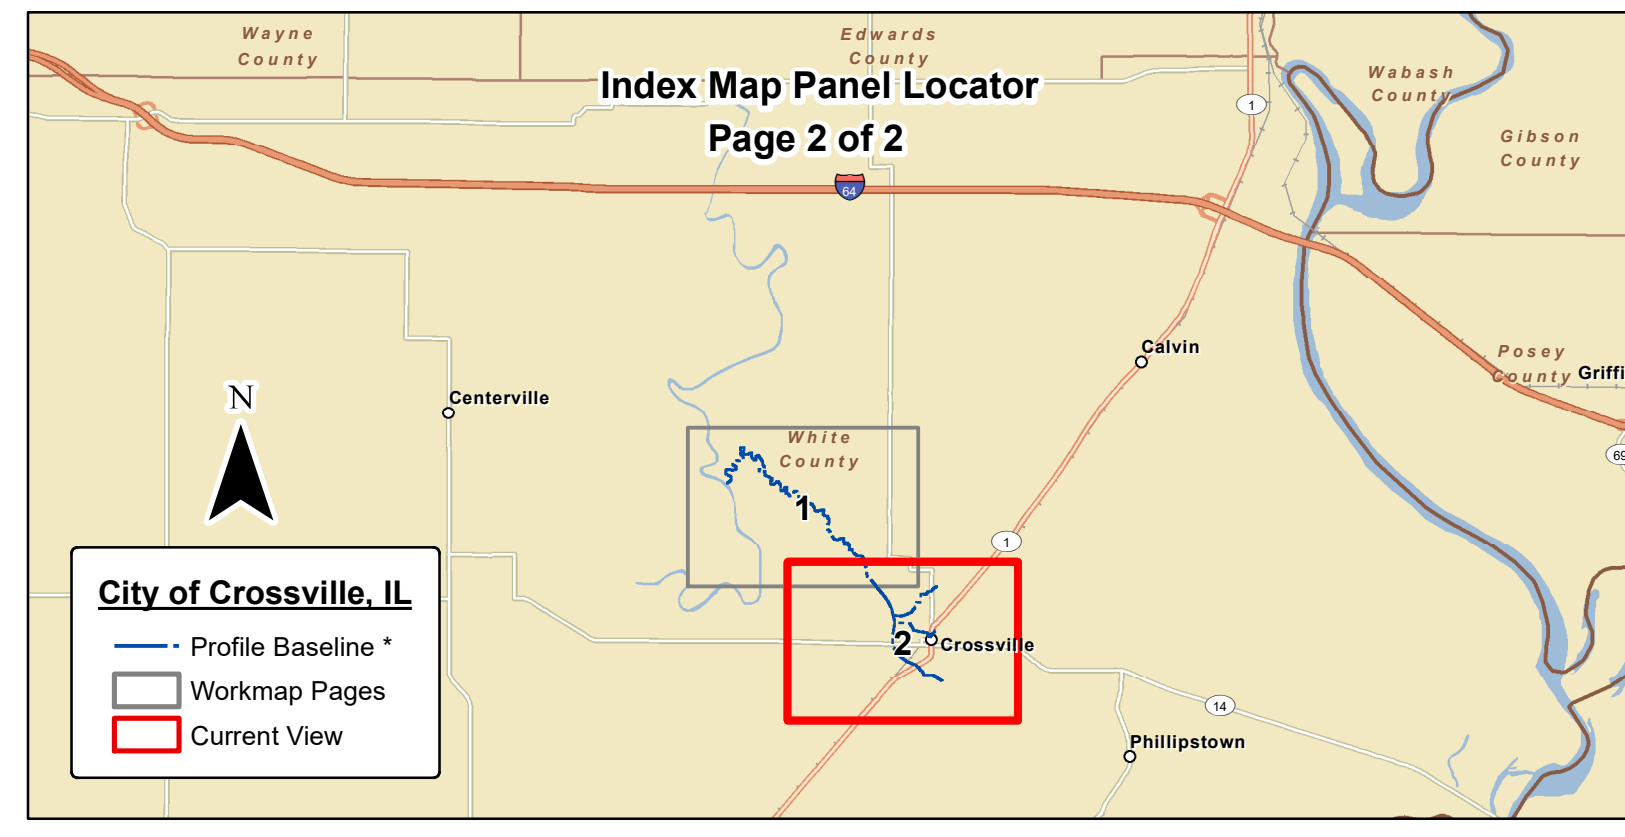 Wayne
County
Edwards
County
Index Map Panel Locator
Page 2 of 2
Wabash
County
1
Gibson
County
64
Calvin
Posey
County
Griffi
Centerville
N
White
County
69
1
1
City of Crossville, IL
Profile Baseline *
Workmap Pages
Current View
2
Crossville
14
Phillipstown